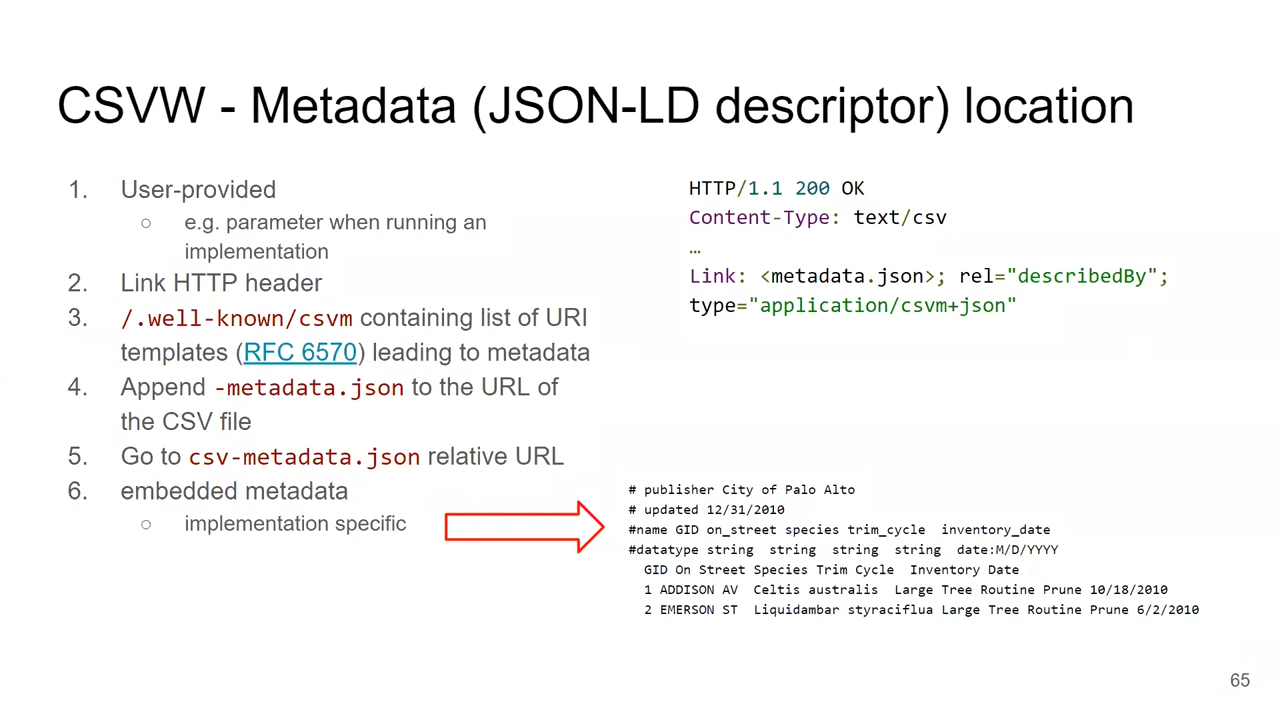 CSVW - Metadata (JSON-LD descriptor) location
1. User-provided
○ e.g. parameter when running an
implementation
2. Link HTTP header
3. /.well-known/csvm containing list of URI
templates (RFC 6570) leading to metadata
4. Append -metadata.json to the URL of
the CSV file
5. Go to csv-metadata.json relative URL
6. embedded metadata
○ implementation specific
HTTP/1.1 200 OK
Content-Type: text/csv
…
Link: <metadata.json>; rel="describedBy";
type="application/csvm+json"
# publisher City of Palo Alto
# updated 12/31/2010
#name GID on_street species trim_cycle inventory_date
#datatype string string string string date:M/D/YYYY
GID On Street Species Trim Cycle Inventory Date
1 ADDISON AV Celtis australis Large Tree Routine Prune 10/18/2010
2 EMERSON ST Liquidambar styraciflua Large Tree Routine Prune 6/2/2010
65